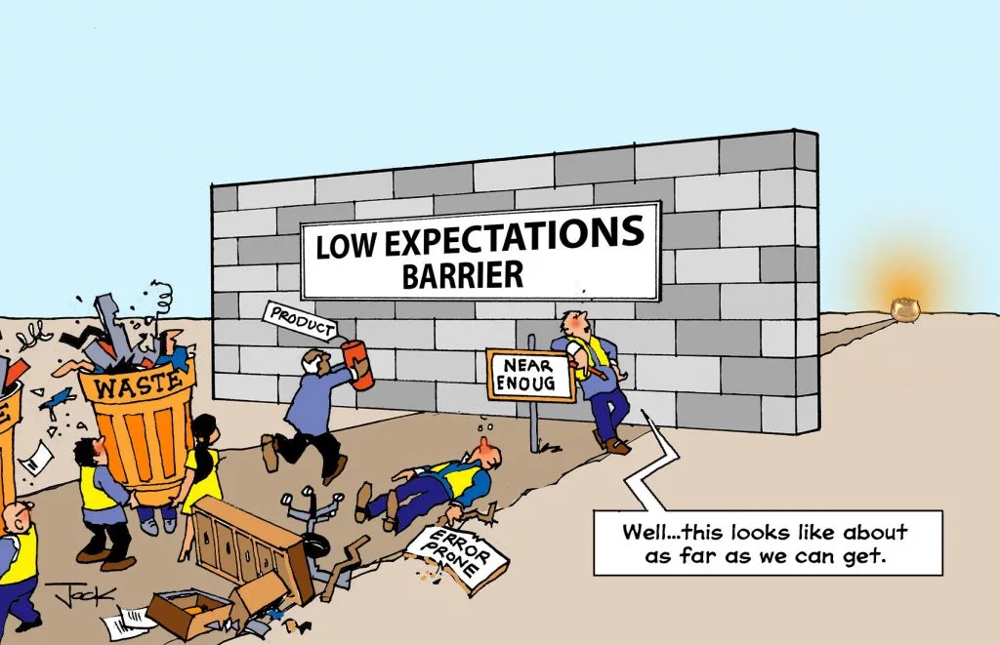 LOW EXPECTATIONS
BARRIER
PRODUCT
NEAR
ENOUG
WASTE
E
ERROR
PRONE
Well...this looks like about
as far as we can get.
Jock